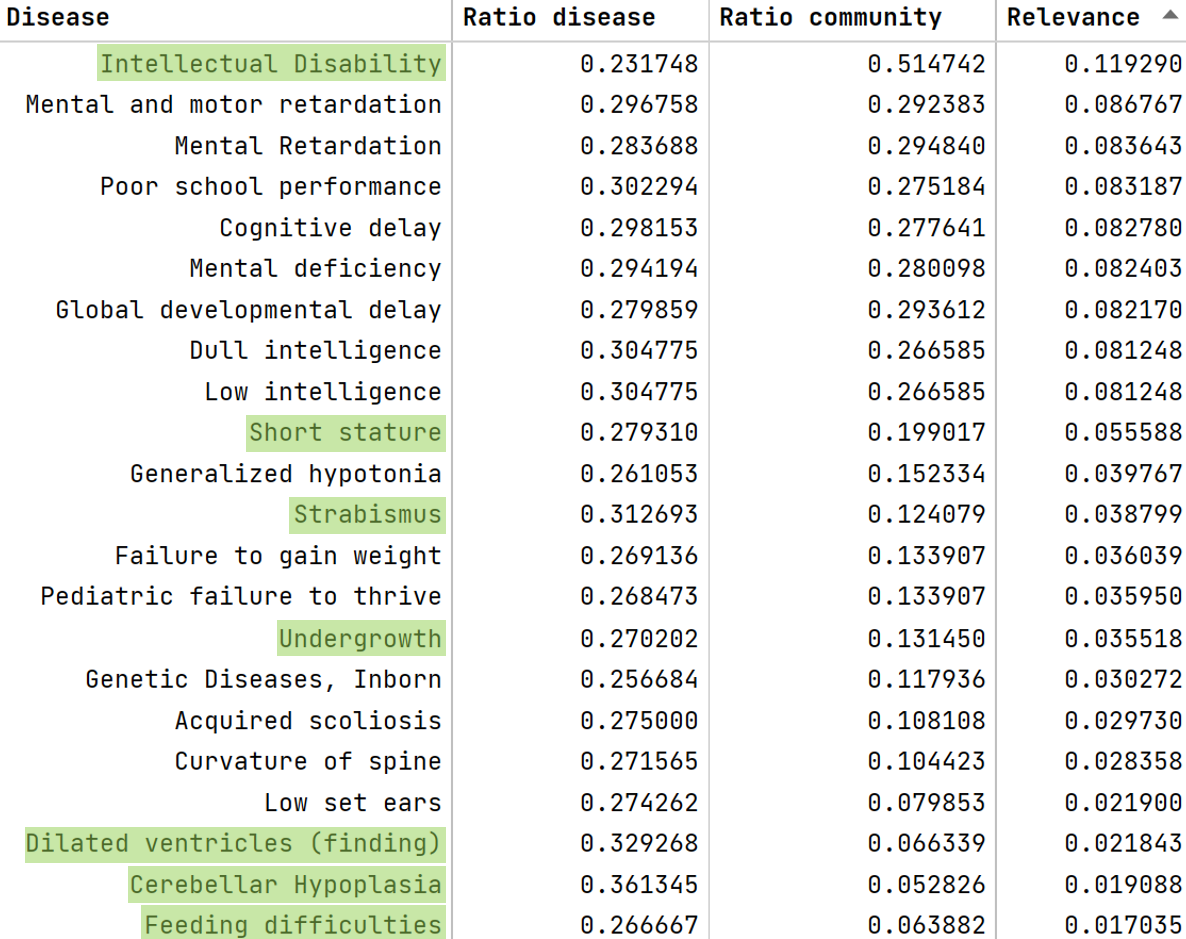 Disease Ratio disease Ratio community Relevance
Intellectual Disability 0.231748 0.514742 0.119290
Mental and motor retardation 0.296758 0.292383 0.086767
Mental Retardation 0.283688 0.294840 0.083643
Poor school performance 0.302294 0.275184 0.083187
Cognitive delay 0.298153 0.277641 0.082780
Mental deficiency 0.294194 0.280098 0.082403
Global developmental delay 0.279859 0.293612 0.082170
Dull intelligence 0.304775 0.266585 0.081248
Low intelligence 0.304775 0.266585 0.081248
Short stature 0.279310 0.199017 0.055588
Generalized hypotonia 0.261053 0.152334 0.039767
Strabismus 0.312693 0.124079 0.038799
Failure to gain weight 0.269136 0.133907 0.036039
Pediatric failure to thrive 0.268473 0.133907 0.035950
Undergrowth 0.270202 0.131450 0.035518
Genetic Diseases, Inborn 0.256684 0.117936 0.030272
Acquired scoliosis 0.275000 0.108108 0.029730
Curvature of spine 0.271565 0.104423 0.028358
Low set ears 0.274262 0.079853 0.021900
Dilated ventricles (finding) 0.329268 0.066339 0.021843
Cerebellar Hypoplasia 0.361345 0.052826 0.019088
Feeding difficulties 0.266667 0.063882 0.017035